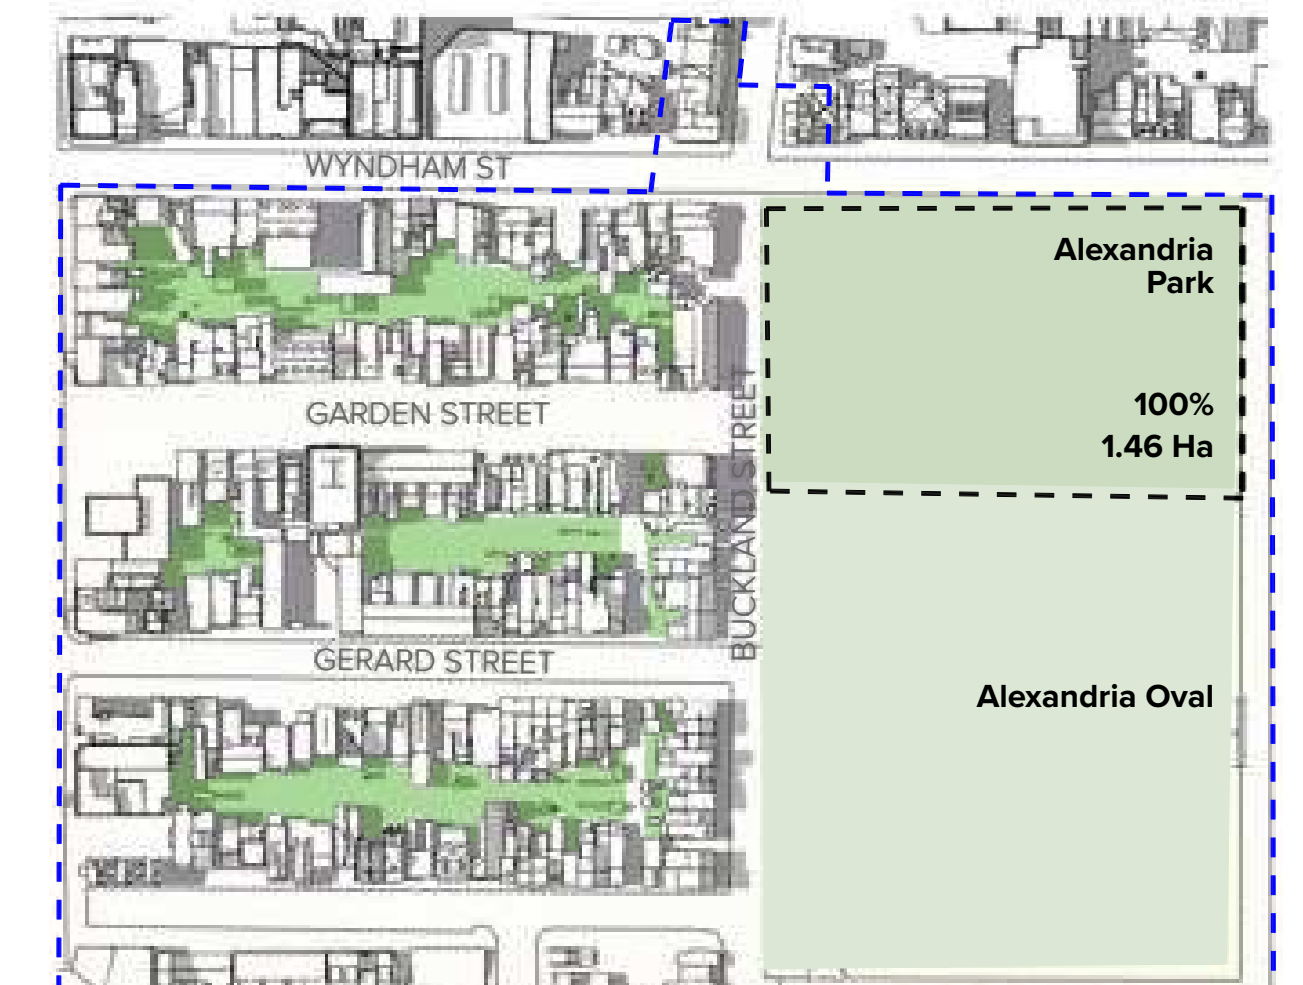 WYNDHAM ST
Alexandria
Park
100%
1.46 Ha
GARDEN STREET
BUCKLAND STREET
GERARD STREET
Alexandria Oval